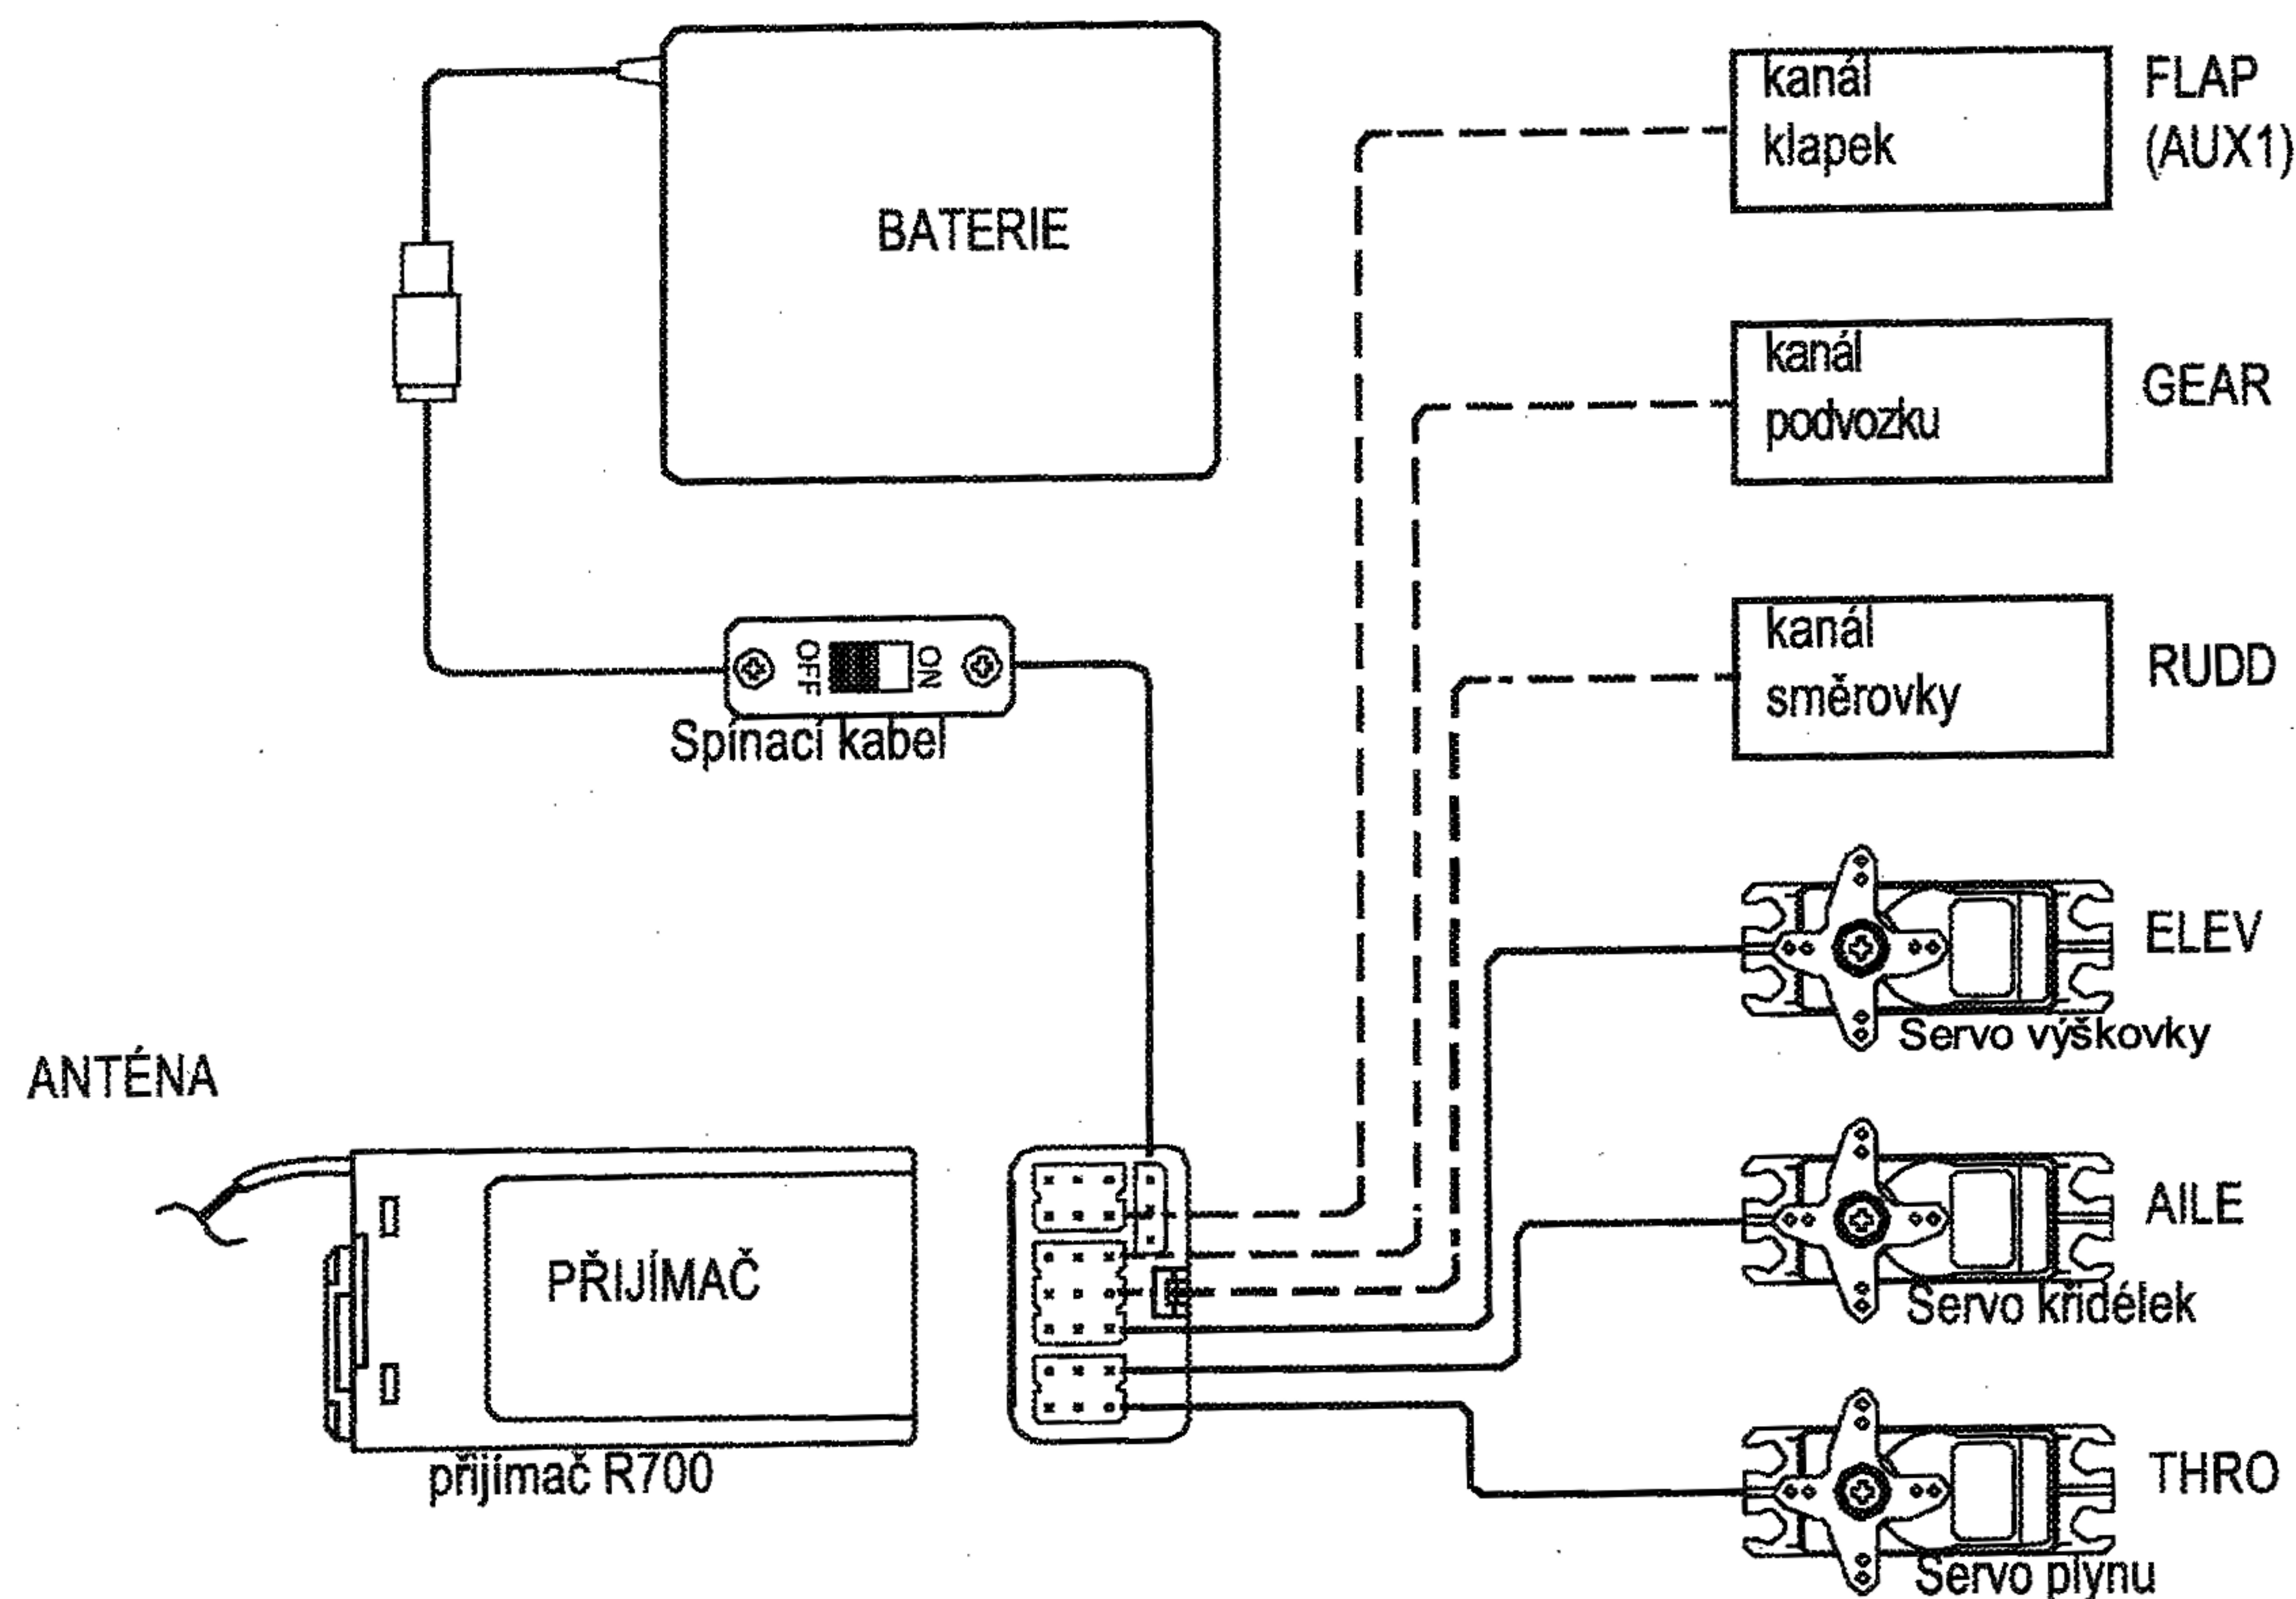 BATERIE
kanál
klapek
FLAP
(AUX1)
kanál
podvozku
GEAR
kanál
směrovky
RUDD
OFF
ON
Spínací kabel
ELEV
Servo výškovky
ANTÉNA
AILE
Servo křidélek
PŘIJÍMAČ
přijímač R700
THRO
Servo plynu